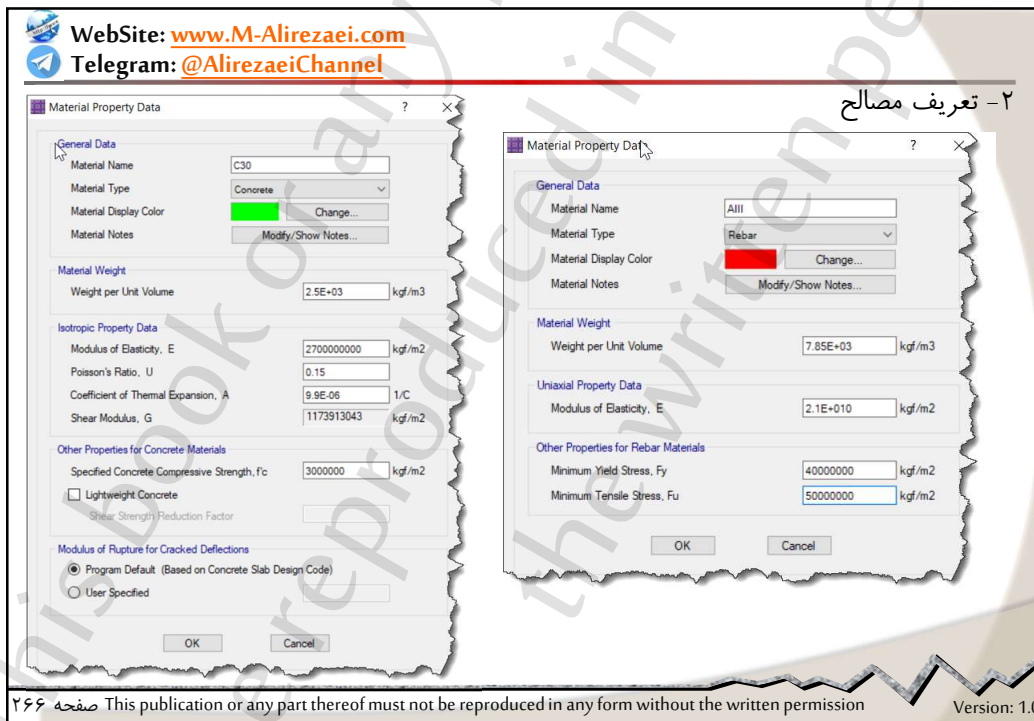 WebSite: www.M-Alirezaei.com
Telegram: @AlirezaeiChannel
۲- تعریف مصالح
Material Property Data ? ×
General Data
Material Name C30
Material Type Concrete
Material Display Color Change...
Material Notes Modify/Show Notes...
Material Weight
Weight per Unit Volume 2.5E+03 kgf/m3
Isotropic Property Data
Modulus of Elasticity, E 2700000000 kgf/m2
Poisson's Ratio, U 0.15
Coefficient of Thermal Expansion, A 9.9E-06 1/C
Shear Modulus, G 1173913043 kgf/m2
Other Properties for Concrete Materials
Specified Concrete Compressive Strength, f'c 3000000 kgf/m2
Lightweight Concrete
Shear Strength Reduction Factor
Modulus of Rupture for Cracked Deflections
Program Default (Based on Concrete Slab Design Code)
User Specified
OK Cancel
Material Property Data ? ×
General Data
Material Name AIII
Material Type Rebar
Material Display Color Change...
Material Notes Modify/Show Notes...
Material Weight
Weight per Unit Volume 7.85E+03 kgf/m3
Uniaxial Property Data
Modulus of Elasticity, E 2.1E+010 kgf/m2
Other Properties for Rebar Materials
Minimum Yield Stress, Fy 40000000 kgf/m2
Minimum Tensile Stress, Fu 50000000 kgf/m2
OK Cancel
صفحه ۲۶۶ This publication or any part thereof must not be reproduced in any form without the written permission Version: 1.0